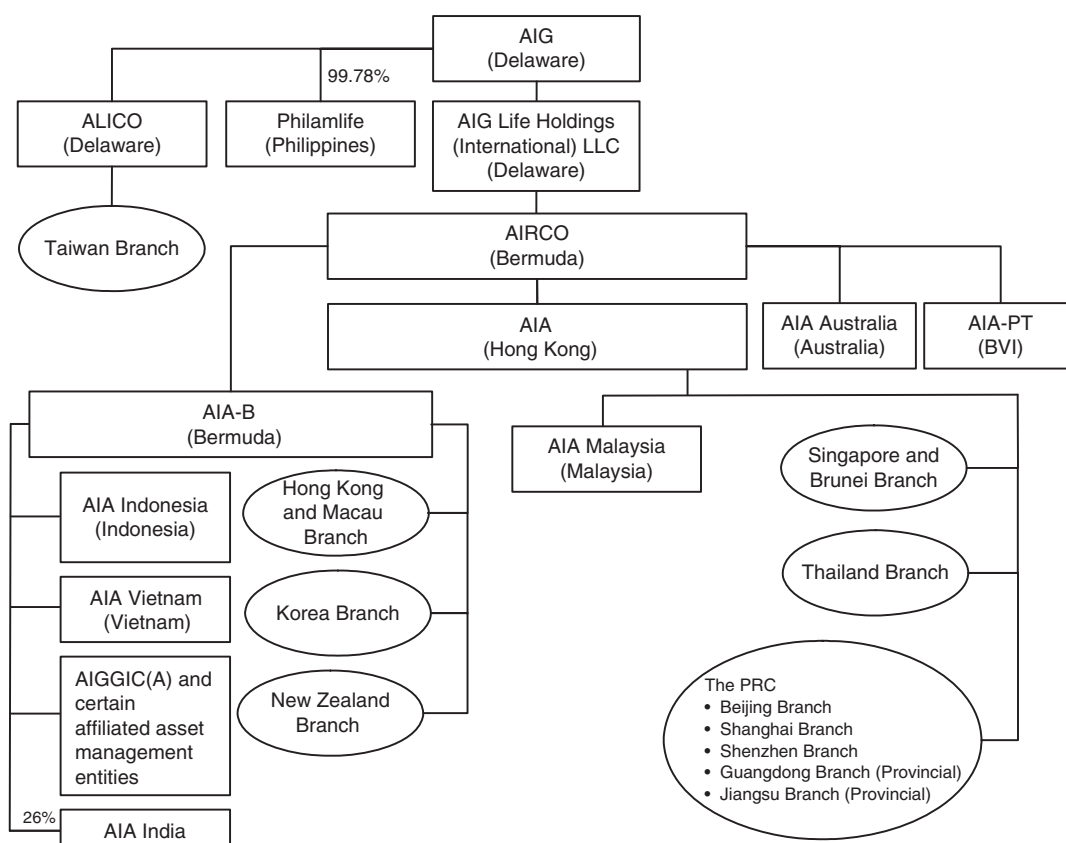 AIG
(Delaware)
99.78%
ALICO
(Delaware)
Philamlife
(Philippines)
AIG Life Holdings
(International) LLC
(Delaware)
Taiwan Branch
AIRCO
(Bermuda)
AIA
(Hong Kong)
AIA Australia
(Australia)
AIA-PT
(BVI)
AIA-B
(Bermuda)
AIA Malaysia
(Malaysia)
Singapore and
Brunei Branch
AIA Indonesia
(Indonesia)
Hong Kong
and Macau
Branch
Thailand Branch
AIA Vietnam
(Vietnam)
Korea Branch
AIGGIC(A) and
certain
affiliated asset
management
entities
New Zealand
Branch
The PRC
• Beijing Branch
• Shanghai Branch
• Shenzhen Branch
• Guangdong Branch (Provincial)
• Jiangsu Branch (Provincial)
26%
AIA India